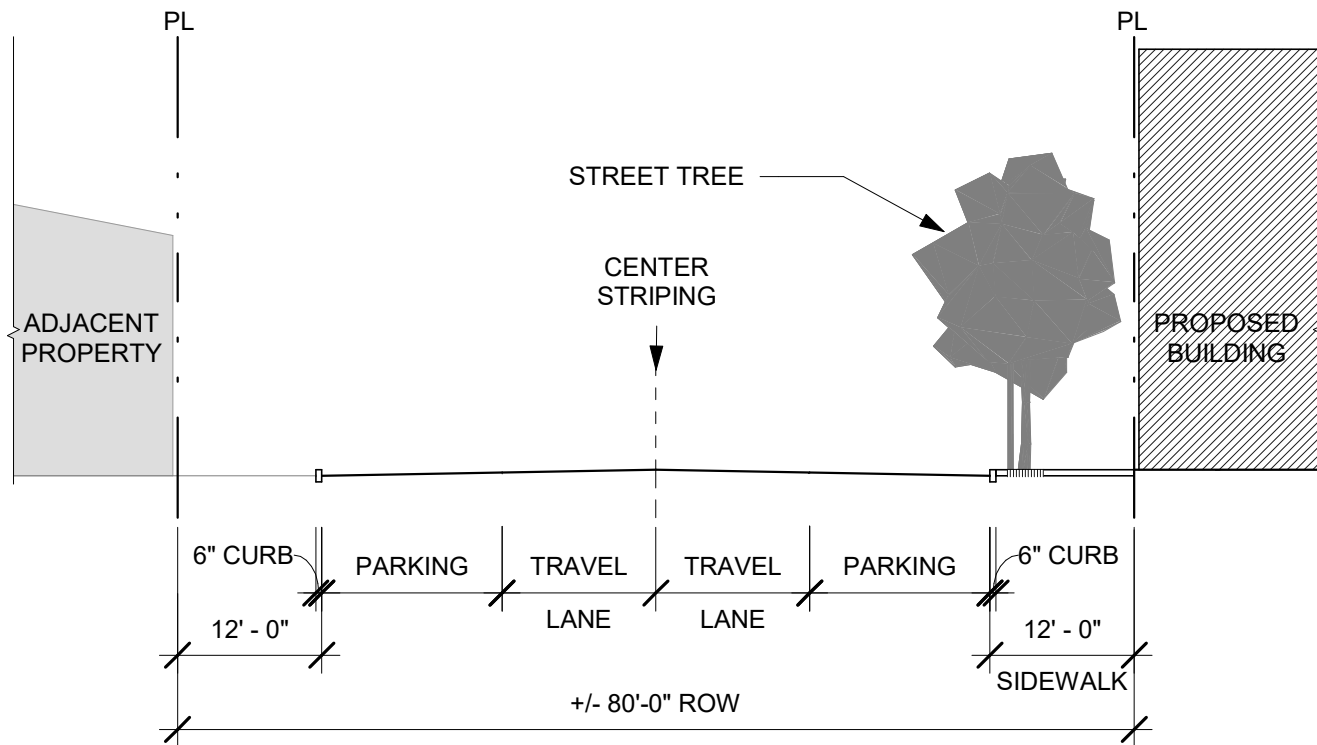 PL
PL
STREET TREE
CENTER
STRIPING
ADJACENT
PROPERTY
PROPOSED
BUILDING
6" CURB
PARKING
TRAVEL
LANE
TRAVEL
LANE
PARKING
6" CURB
12' - 0"
12' - 0"
SIDEWALK
+/- 80'-0" ROW